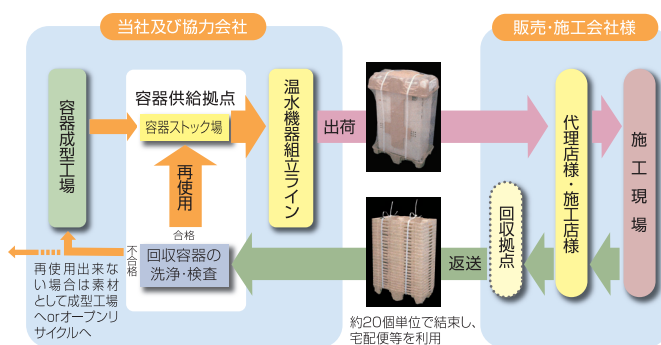 当社及び協力会社
販売・施工会社様
容器成型工場
容器供給拠点
容器ストック場
再使用
合格
不合格
回収容器の
洗浄・検査
温水機器組立ライン
出荷
返送
回収拠点
代理店様・施工店様
施工現場
再使用出来な
い場合は素材
として成型工場
へorオープンリ
サイクルへ
約20個単位で結束し、
宅配便等を利用